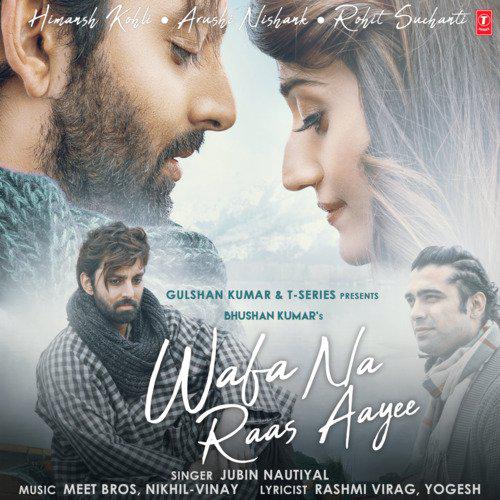 Himansh Kohli • Arushi Nishank • Rohit Suchanti
T-SERIES
GULSHAN KUMAR & T-SERIES PRESENTS
BHUSHAN KUMAR's
Wafa Na
Raas Aayee
SINGER JUBIN NAUTIYAL
MUSIC MEET BROS, NIKHIL-VINAY LYRICIST RASHMI VIRAG, YOGESH